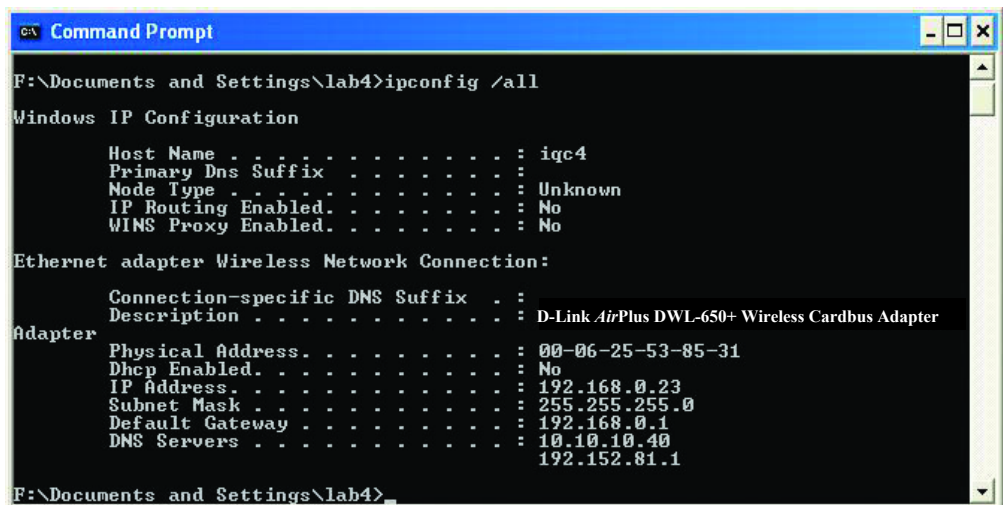 Command Prompt
F:\Documents and Settings\lab4>ipconfig /all
Windows IP Configuration
Host Name . . . . . . . . . . . . : iqc4
Primary Dns Suffix . . . . . . . :
Node Type . . . . . . . . . . . . : Unknown
IP Routing Enabled. . . . . . . . : No
WINS Proxy Enabled. . . . . . . . : No
Ethernet adapter Wireless Network Connection:
Connection-specific DNS Suffix . :
Description . . . . . . . . . . . : D-Link AirPlus DWL-650+ Wireless Cardbus Adapter
Adapter
Physical Address. . . . . . . . . : 00-06-25-53-85-31
Dhcp Enabled. . . . . . . . . . . : No
IP Address. . . . . . . . . . . . : 192.168.0.23
Subnet Mask . . . . . . . . . . . : 255.255.255.0
Default Gateway . . . . . . . . . : 192.168.0.1
DNS Servers . . . . . . . . . . . : 10.10.10.40
192.152.81.1
F:\Documents and Settings\lab4>_